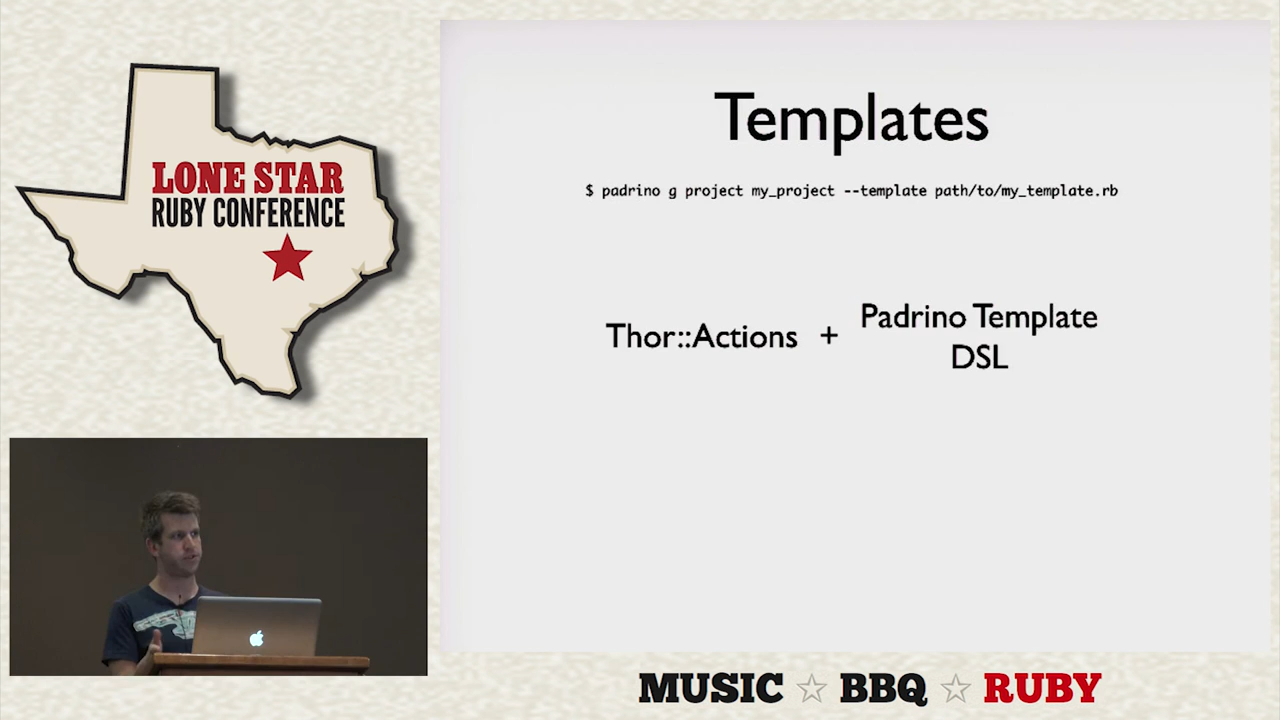 LONE STAR
RUBY CONFERENCE
Templates
$ padrino g project my_project --template path/to/my_template.rb
Thor::Actions + Padrino Template
DSL
MUSIC ☆ BBQ ☆ RUBY